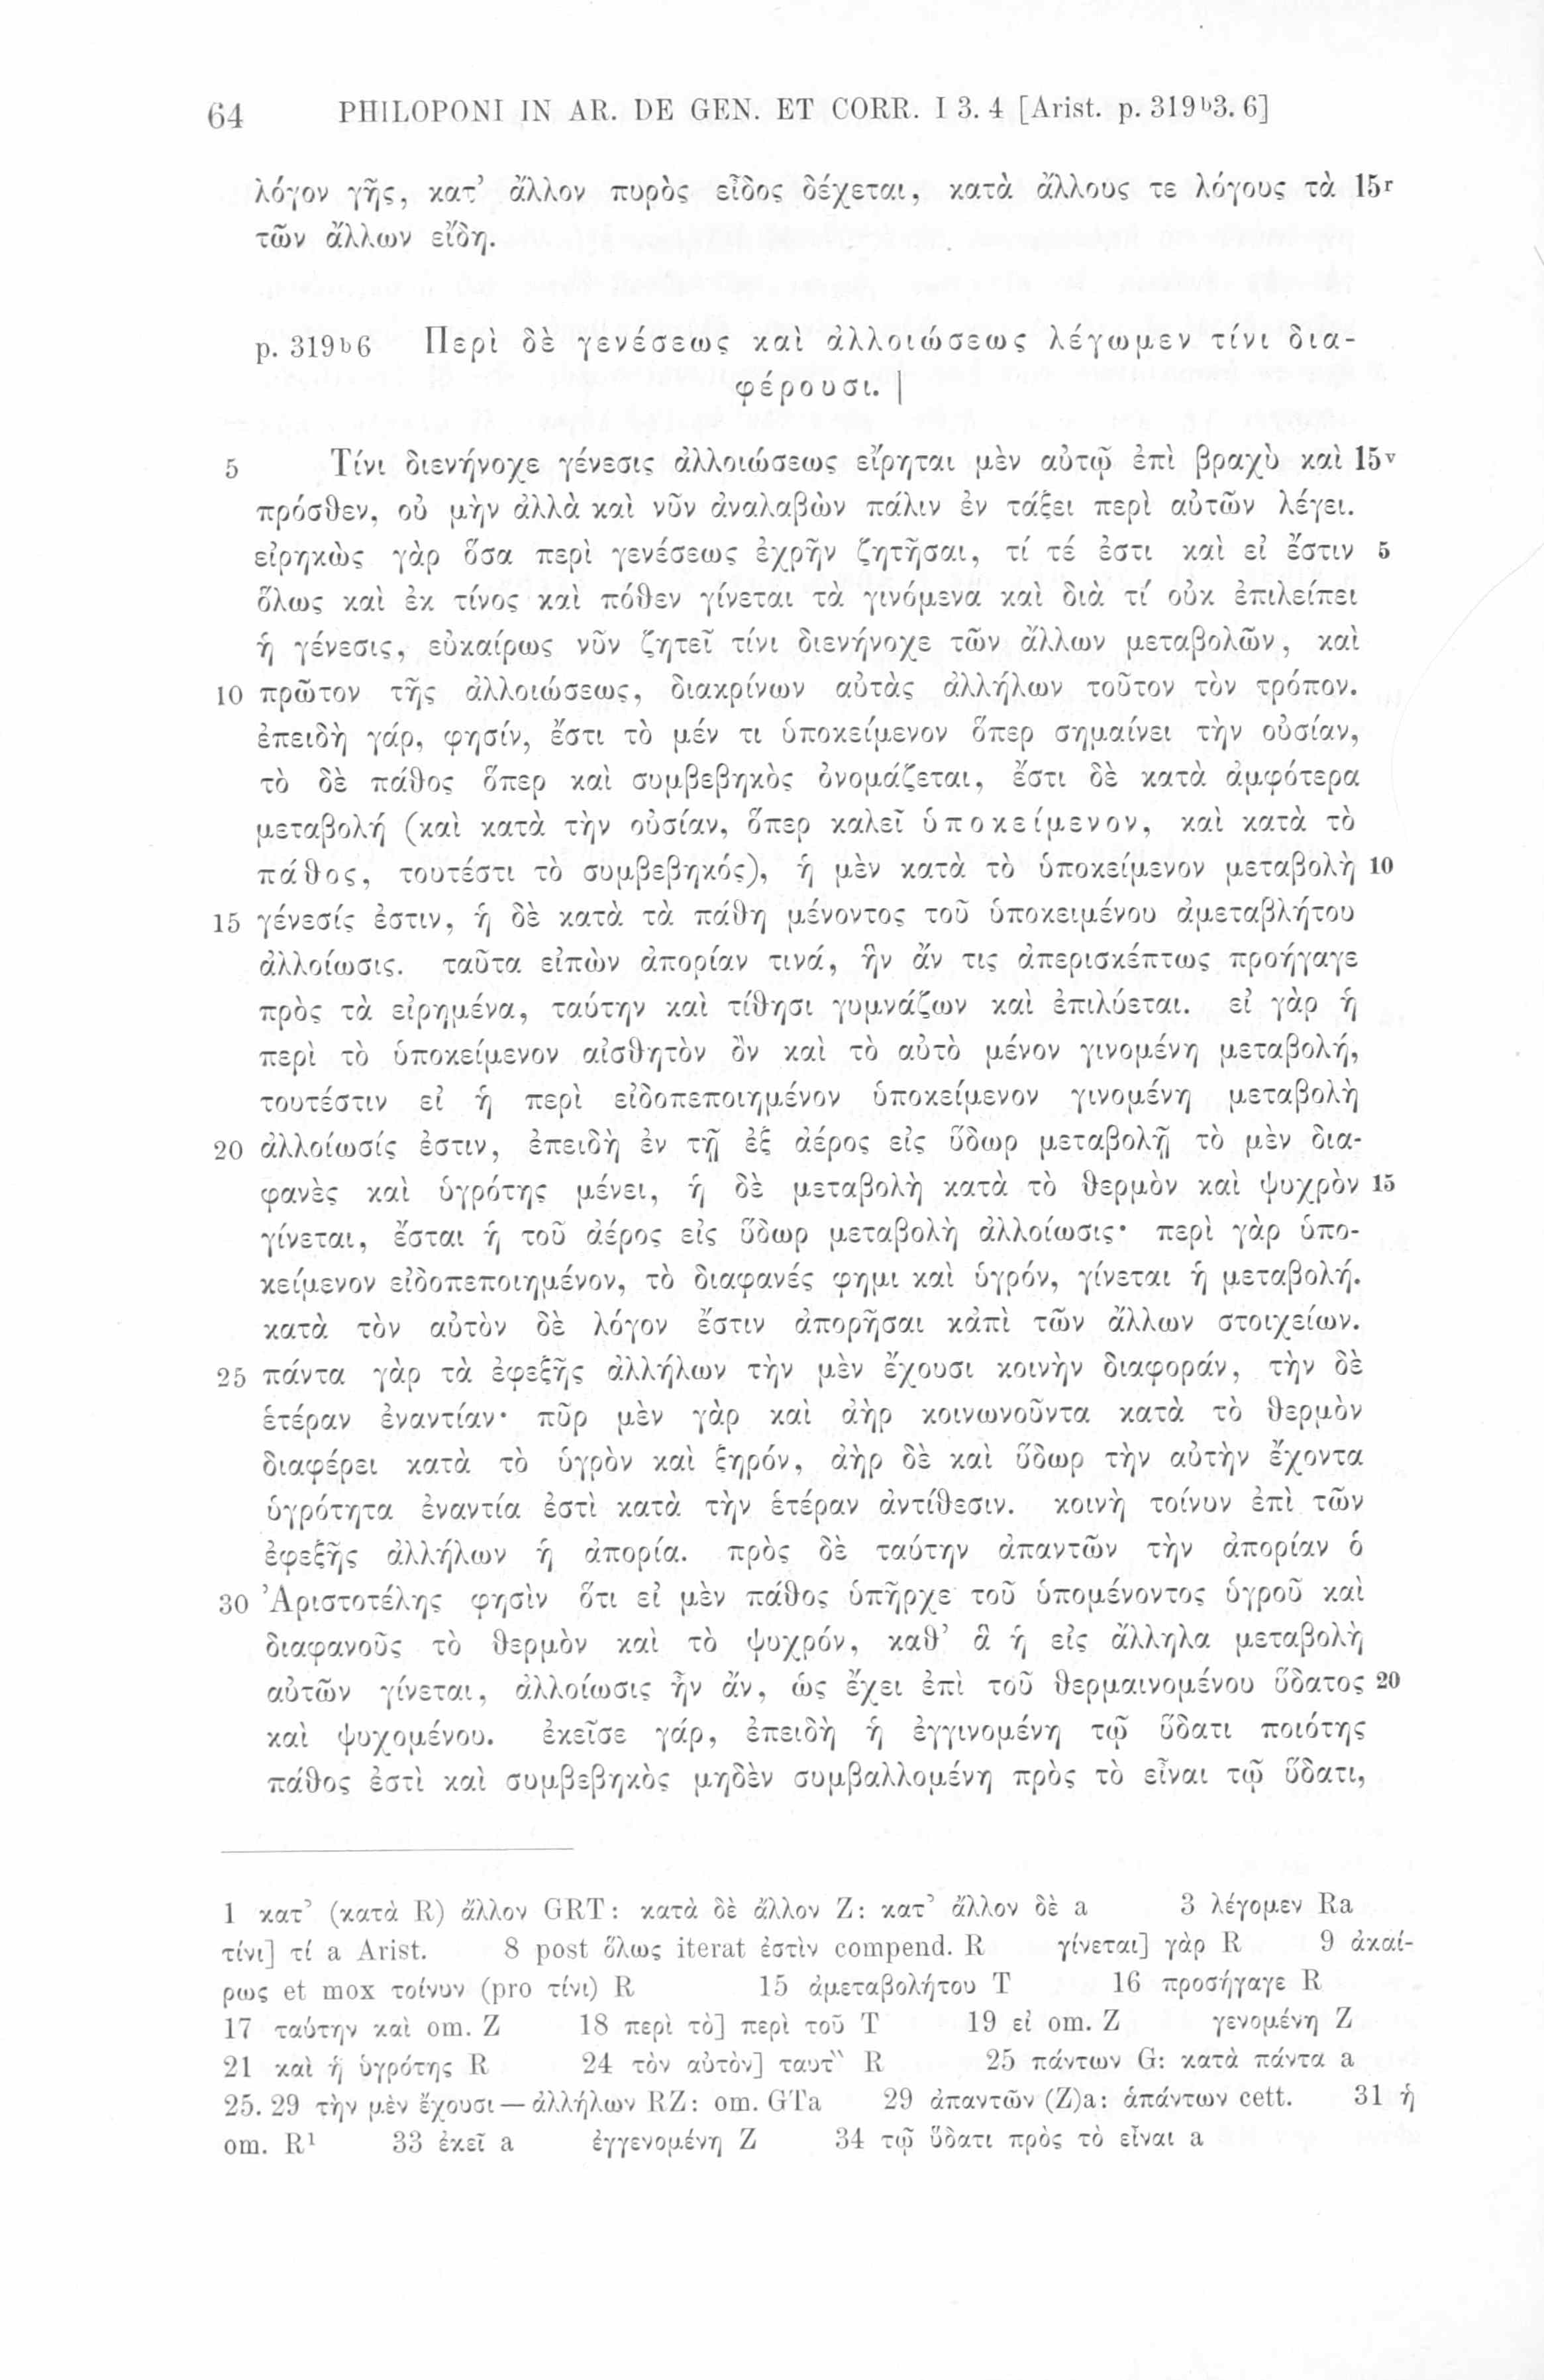 64 PHILOPONI IN AR. DE GEN. ET CORR. I 3. 4 [Arist. p. 319ᵇ3. 6]
λόγον γῆς, κατ’ ἄλλον πυρὸς εἶδος δέχεται, κατὰ ἄλλους τε λόγους τὰ 15ʳ
τῶν ἄλλων εἴδη.
p. 319ᵇ6 Περὶ δὲ γενέσεως καὶ ἀλλοιώσεως λέγωμεν τίνι δια-
φέρουσι. |
5 Τίνι διενήνοχε γένεσις ἀλλοιώσεως εἴρηται μὲν αὐτῷ ἐπὶ βραχὺ καὶ 15ᵛ
πρόσθεν, οὐ μὴν ἀλλὰ καὶ νῦν ἀναλαβὼν πάλιν ἐν τάξει περὶ αὐτῶν λέγει.
εἰρηκὼς γὰρ ὅσα περὶ γενέσεως ἐχρῆν ζητῆσαι, τί τέ ἐστι καὶ εἰ ἔστιν 5
ὅλως καὶ ἐκ τίνος καὶ πόθεν γίνεται τὰ γινόμενα καὶ διὰ τί οὐκ ἐπιλείπει
ἡ γένεσις, εὐκαίρως νῦν ζητεῖ τίνι διενήνοχε τῶν ἄλλων μεταβολῶν, καὶ
10 πρῶτον τῆς ἀλλοιώσεως, διακρίνων αὐτὰς ἀλλήλων τοῦτον τὸν τρόπον.
ἐπειδὴ γάρ, φησίν, ἔστι τὸ μέν τι ὑποκείμενον ὅπερ σημαίνει τὴν οὐσίαν,
τὸ δὲ πάθος ὅπερ καὶ συμβεβηκὸς ὀνομάζεται, ἔστι δὲ κατὰ ἀμφότερα
μεταβολή (καὶ κατὰ τὴν οὐσίαν, ὅπερ καλεῖ ὑποκείμενον, καὶ κατὰ τὸ
πάθος, τουτέστι τὸ συμβεβηκός), ἡ μὲν κατὰ τὸ ὑποκείμενον μεταβολὴ 10
15 γένεσίς ἐστιν, ἡ δὲ κατὰ τὰ πάθη μένοντος τοῦ ὑποκειμένου ἀμεταβλήτου
ἀλλοίωσις. ταῦτα εἰπὼν ἀπορίαν τινά, ἣν ἄν τις ἀπερισκέπτως προήγαγε
πρὸς τὰ εἰρημένα, ταύτην καὶ τίθησι γυμνάζων καὶ ἐπιλύεται. εἰ γὰρ ἡ
περὶ τὸ ὑποκείμενον αἰσθητὸν ὂν καὶ τὸ αὐτὸ μένον γινομένη μεταβολή,
τουτέστιν εἰ ἡ περὶ εἰδοπεποιημένον ὑποκείμενον γινομένη μεταβολὴ
20 ἀλλοίωσίς ἐστιν, ἐπειδὴ ἐν τῇ ἐξ ἀέρος εἰς ὕδωρ μεταβολῇ τὸ μὲν δια-
φανὲς καὶ ὑγρότης μένει, ἡ δὲ μεταβολὴ κατὰ τὸ θερμὸν καὶ ψυχρὸν 15
γίνεται, ἔσται ἡ τοῦ ἀέρος εἰς ὕδωρ μεταβολὴ ἀλλοίωσις· περὶ γὰρ ὑπο-
κείμενον εἰδοπεποιημένον, τὸ διαφανές φημι καὶ ὑγρόν, γίνεται ἡ μεταβολή.
κατὰ τὸν αὐτὸν δὲ λόγον ἔστιν ἀπορῆσαι κἀπὶ τῶν ἄλλων στοιχείων.
25 πάντα γὰρ τὰ ἐφεξῆς ἀλλήλων τὴν μὲν ἔχουσι κοινὴν διαφοράν, τὴν δὲ
ἑτέραν ἐναντίαν· πῦρ μὲν γὰρ καὶ ἀὴρ κοινωνοῦντα κατὰ τὸ θερμὸν
διαφέρει κατὰ τὸ ὑγρὸν καὶ ξηρόν, ἀὴρ δὲ καὶ ὕδωρ τὴν αὐτὴν ἔχοντα
ὑγρότητα ἐναντία ἐστὶ κατὰ τὴν ἑτέραν ἀντίθεσιν. κοινὴ τοίνυν ἐπὶ τῶν
ἐφεξῆς ἀλλήλων ἡ ἀπορία. πρὸς δὲ ταύτην ἀπαντῶν τὴν ἀπορίαν ὁ
30 Ἀριστοτέλης φησὶν ὅτι εἰ μὲν πάθος ὑπῆρχε τοῦ ὑπομένοντος ὑγροῦ καὶ
διαφανοῦς τὸ θερμὸν καὶ τὸ ψυχρόν, καθ’ ἃ ἡ εἰς ἄλληλα μεταβολὴ
αὐτῶν γίνεται, ἀλλοίωσις ἦν ἄν, ὡς ἔχει ἐπὶ τοῦ θερμαινομένου ὕδατος 20
καὶ ψυχομένου. ἐκεῖσε γάρ, ἐπειδὴ ἡ ἐγγινομένη τῷ ὕδατι ποιότης
πάθος ἐστὶ καὶ συμβεβηκὸς μηδὲν συμβαλλομένη πρὸς τὸ εἶναι τῷ ὕδατι,
1 κατ’ (κατὰ R) ἄλλον GRT: κατὰ δὲ ἄλλον Z: κατ’ ἄλλον δὲ a 3 λέγομεν Ra
τίνι] τί a Arist. 8 post ὅλως iterat ἐστὶν compend. R γίνεται] γὰρ R 9 ἀκαί-
ρως et mox τοίνυν (pro τίνι) R 15 ἀμεταβολήτου T 16 προσήγαγε R
17 ταύτην καὶ om. Z 18 περὶ τὸ] περὶ τοῦ T 19 εἰ om. Z γενομένη Z
21 καὶ ἡ ὑγρότης R 24 τὸν αὐτὸν] ταυτ‶ R 25 πάντων G: κατὰ πάντα a
25. 29 τὴν μὲν ἔχουσι — ἀλλήλων RZ: om. GTa 29 ἀπαντῶν (Z)a: ἁπάντων cett. 31 ἡ
om. R¹ 33 ἐκεῖ a ἐγγενομένη Z 34 τῷ ὕδατι πρὸς τὸ εἶναι a